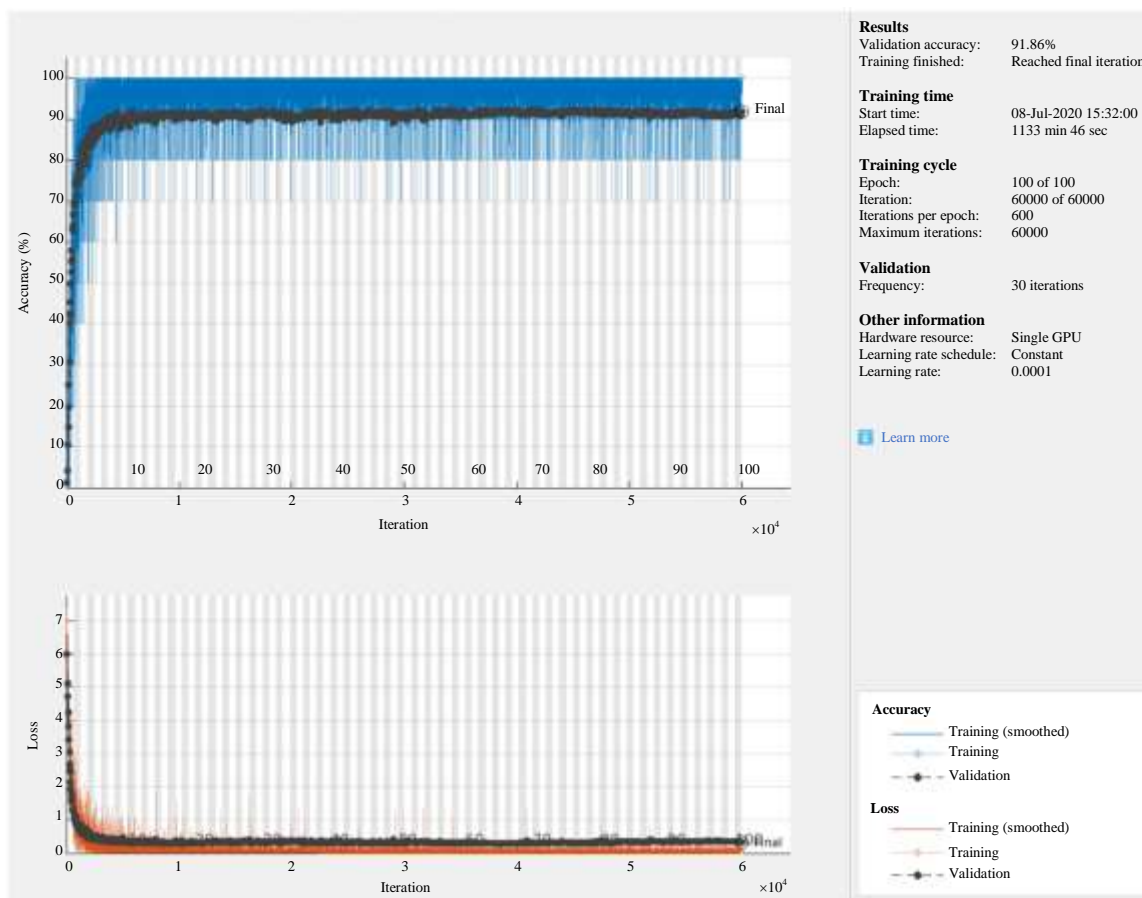 100
90
80
70
60
50
40
30
20
10
0
Accuracy (%)
Final
10 20 30 40 50 60 70 80 90 100
0 1 2 3 4 5 6
Iteration
×10⁴
7
6
5
4
3
2
1
0
Loss
Final
0 1 2 3 4 5 6
Iteration
×10⁴
Results
Validation accuracy: 91.86%
Training finished: Reached final iteration
Training time
Start time: 08-Jul-2020 15:32:00
Elapsed time: 1133 min 46 sec
Training cycle
Epoch: 100 of 100
Iteration: 60000 of 60000
Iterations per epoch: 600
Maximum iterations: 60000
Validation
Frequency: 30 iterations
Other information
Hardware resource: Single GPU
Learning rate schedule: Constant
Learning rate: 0.0001
Learn more
Accuracy
Training (smoothed)
Training
Validation
Loss
Training (smoothed)
Training
Validation